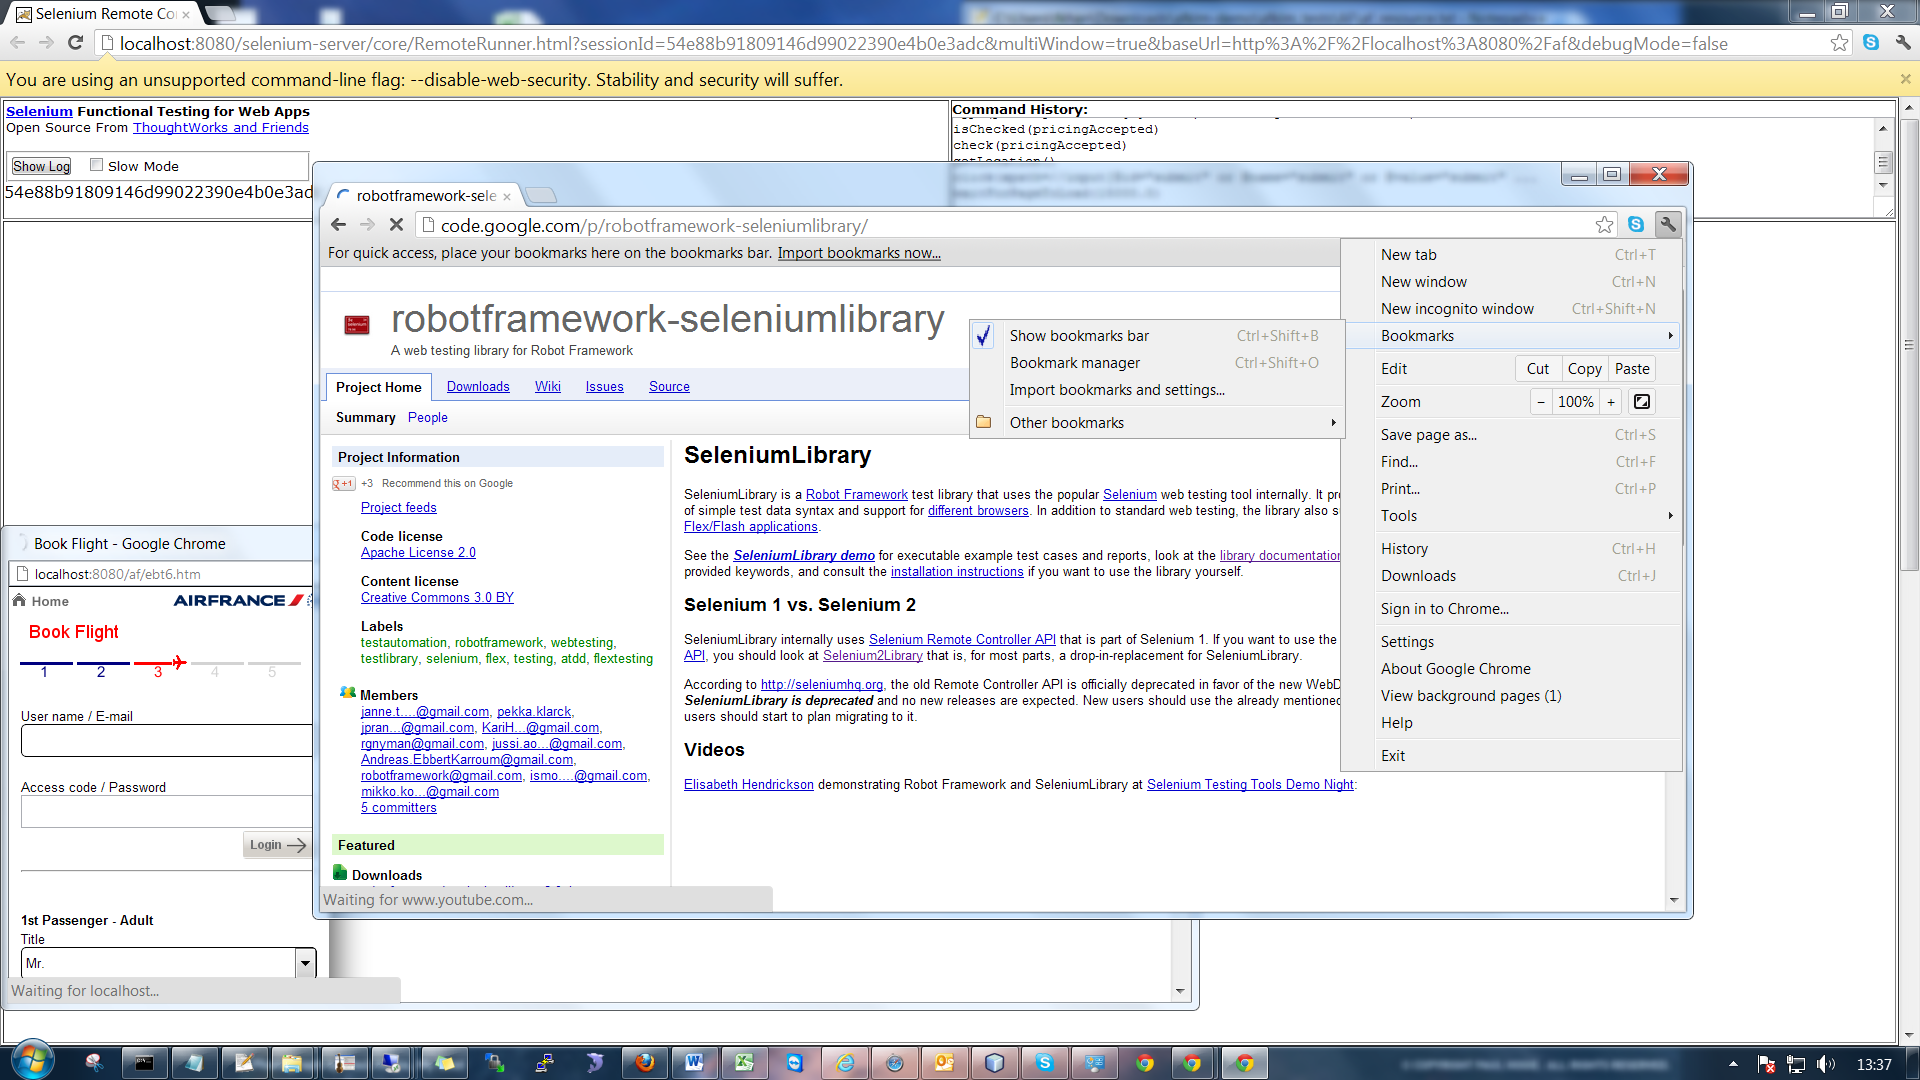 Selenium Remote Co
localhost:8080/selenium-server/core/RemoteRunner.html?sessionId=54e88b91809146d99022390e4b0e3adc&multiWindow=true&baseUrl=http%3A%2F%2Flocalhost%3A8080%2Faf&debugMode=false
You are using an unsupported command-line flag: --disable-web-security. Stability and security will suffer.
Selenium Functional Testing for Web Apps
Open Source From ThoughtWorks and Friends
Show Log Slow Mode
54e88b91809146d99022390e4b0e3ad
Command History:
isChecked(pricingAccepted)
check(pricingAccepted)
getLocation()
robotframework-sele
code.google.com/p/robotframework-seleniumlibrary/
For quick access, place your bookmarks here on the bookmarks bar. Import bookmarks now...
robotframework-seleniumlibrary
A web testing library for Robot Framework
Project Home Downloads Wiki Issues Source
Summary People
Project Information
g +1 +3 Recommend this on Google
Project feeds
Code license
Apache License 2.0
Content license
Creative Commons 3.0 BY
Labels
testautomation, robotframework, webtesting,
testlibrary, selenium, flex, testing, atdd, flextesting
Members
janne.t....@gmail.com, pekka.klarck,
jpran...@gmail.com, KariH...@gmail.com,
rgnyman@gmail.com, jussi.ao...@gmail.com,
Andreas.EbbertKarroum@gmail.com,
robotframework@gmail.com, ismo....@gmail.com,
mikko.ko...@gmail.com
5 committers
Featured
Downloads
Waiting for www.youtube.com...
SeleniumLibrary
SeleniumLibrary is a Robot Framework test library that uses the popular Selenium web testing tool internally. It pr
of simple test data syntax and support for different browsers. In addition to standard web testing, the library also s
Flex/Flash applications.
See the SeleniumLibrary demo for executable example test cases and reports, look at the library documentation
provided keywords, and consult the installation instructions if you want to use the library yourself.
Selenium 1 vs. Selenium 2
SeleniumLibrary internally uses Selenium Remote Controller API that is part of Selenium 1. If you want to use the
API, you should look at Selenium2Library that is, for most parts, a drop-in-replacement for SeleniumLibrary.
According to http://seleniumhq.org, the old Remote Controller API is officially deprecated in favor of the new WebD
SeleniumLibrary is deprecated and no new releases are expected. New users should use the already mentioned
users should start to plan migrating to it.
Videos
Elisabeth Hendrickson demonstrating Robot Framework and SeleniumLibrary at Selenium Testing Tools Demo Night:
Show bookmarks bar Ctrl+Shift+B
Bookmark manager Ctrl+Shift+O
Import bookmarks and settings...
Other bookmarks
New tab Ctrl+T
New window Ctrl+N
New incognito window Ctrl+Shift+N
Bookmarks
Edit Cut Copy Paste
Zoom − 100% +
Save page as... Ctrl+S
Find... Ctrl+F
Print... Ctrl+P
Tools
History Ctrl+H
Downloads Ctrl+J
Sign in to Chrome...
Settings
About Google Chrome
View background pages (1)
Help
Exit
Book Flight - Google Chrome
localhost:8080/af/ebt6.htm
Home AIRFRANCE
Book Flight
1 2 3 4 5
User name / E-mail
Access code / Password
Login
1st Passenger - Adult
Title
Mr.
Waiting for localhost...
13:37